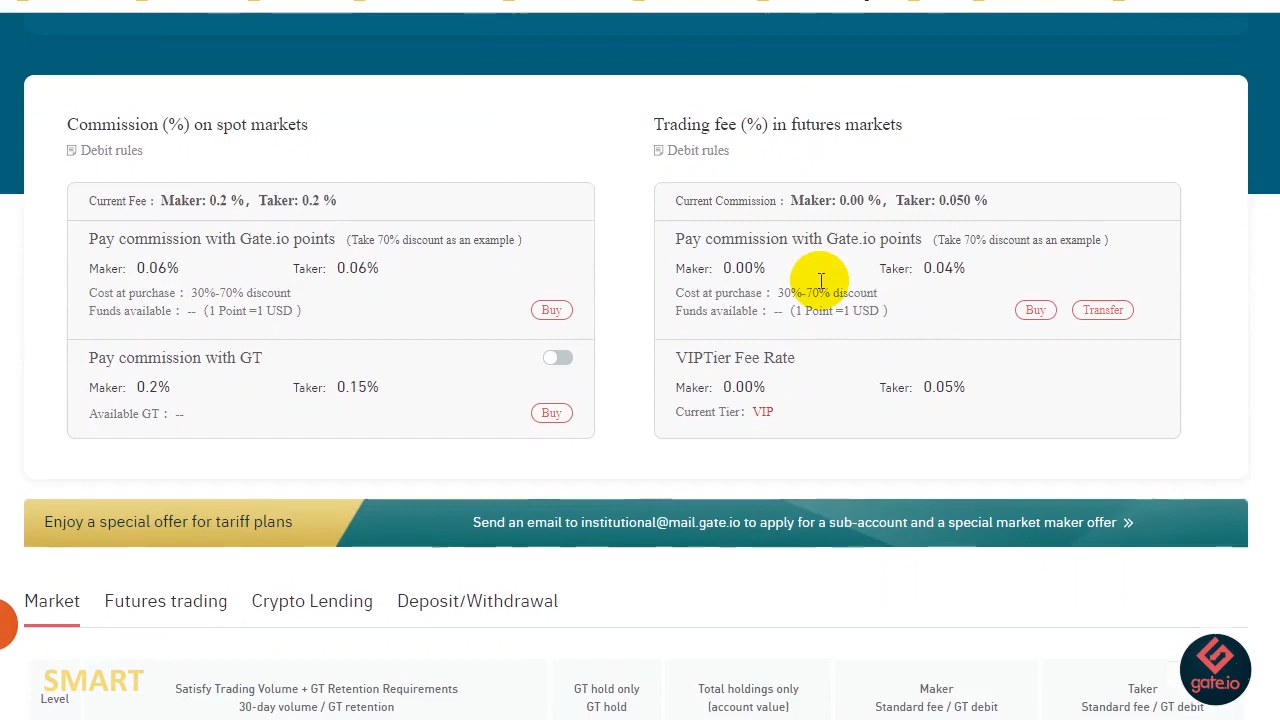 Commission (%) on spot markets
Debit rules
Current Fee : Maker: 0.2 %, Taker: 0.2 %
Pay commission with Gate.io points (Take 70% discount as an example )
Maker: 0.06% Taker: 0.06%
Cost at purchase : 30%-70% discount
Funds available : -- (1 Point =1 USD )
Buy
Pay commission with GT
Maker: 0.2% Taker: 0.15%
Available GT : --
Buy
Trading fee (%) in futures markets
Debit rules
Current Commission : Maker: 0.00 %, Taker: 0.050 %
Pay commission with Gate.io points (Take 70% discount as an example )
Maker: 0.00% Taker: 0.04%
Cost at purchase : 30%-70% discount
Funds available : -- (1 Point =1 USD )
Buy Transfer
VIPTier Fee Rate
Maker: 0.00% Taker: 0.05%
Current Tier: VIP
Enjoy a special offer for tariff plans
Send an email to institutional@mail.gate.io to apply for a sub-account and a special market maker offer »
Market Futures trading Crypto Lending Deposit/Withdrawal
SMART
Level
Satisfy Trading Volume + GT Retention Requirements
30-day volume / GT retention
GT hold only
GT hold
Total holdings only
(account value)
Maker
Standard fee / GT debit
Taker
Standard fee / GT debit
gate.io